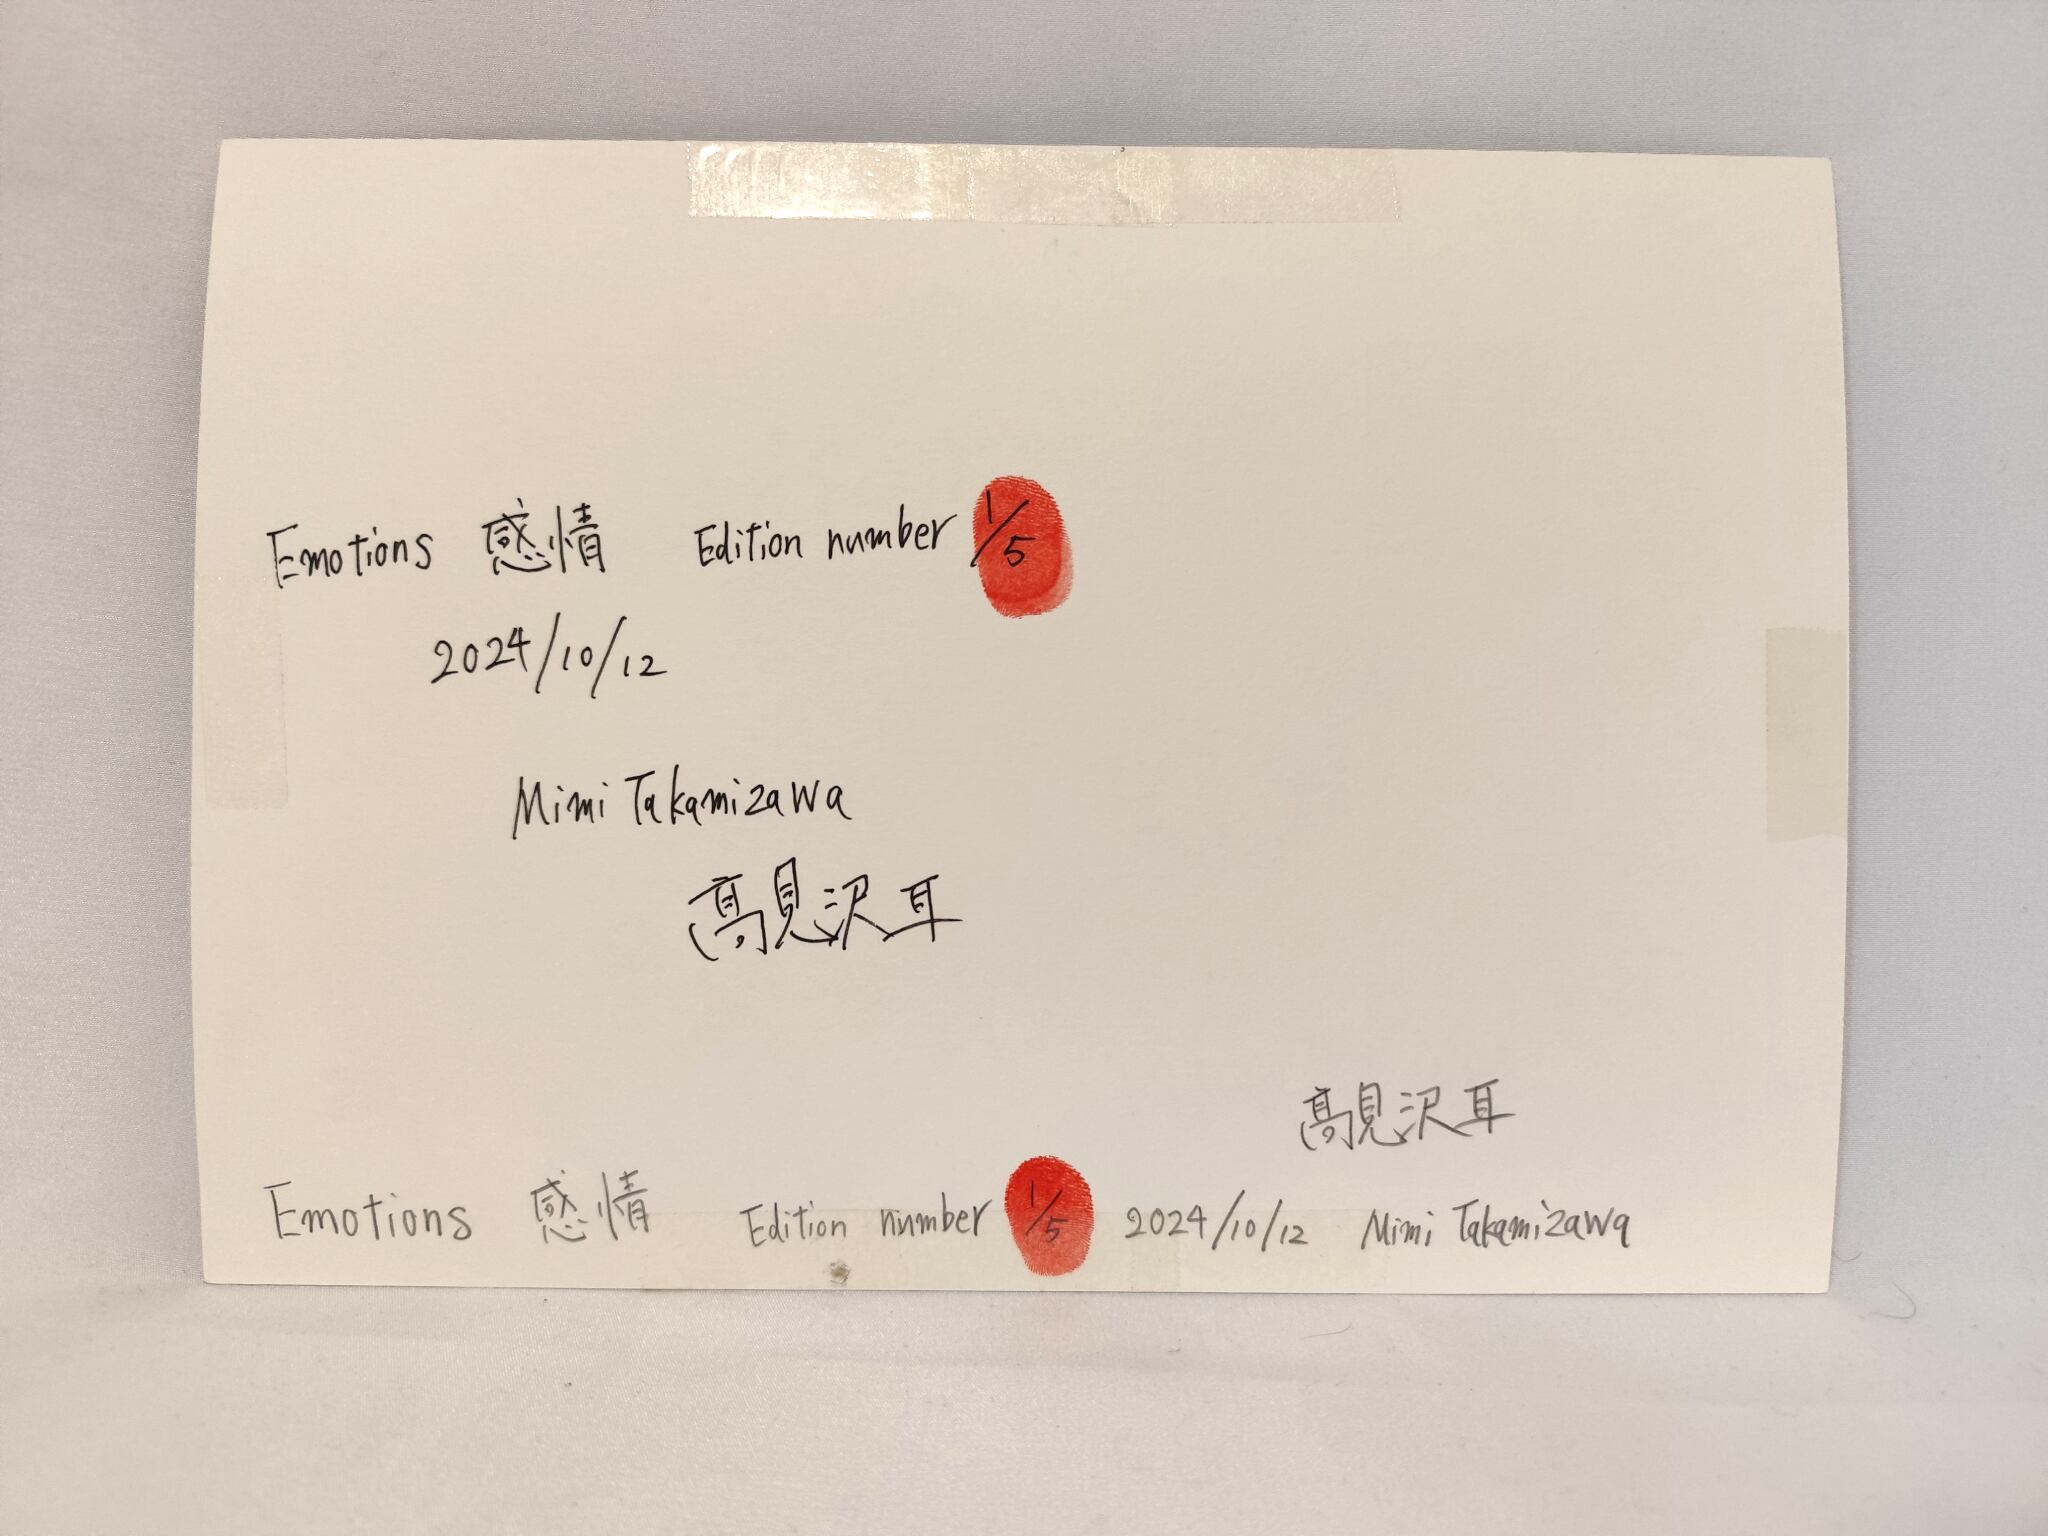 Emotions 感情 Edition number 1/5
2024/10/12
Mimi Takamizawa
高見沢耳
高見沢耳
Emotions 感情 Edition number 1/5 2024/10/12 Mimi Takamizawa